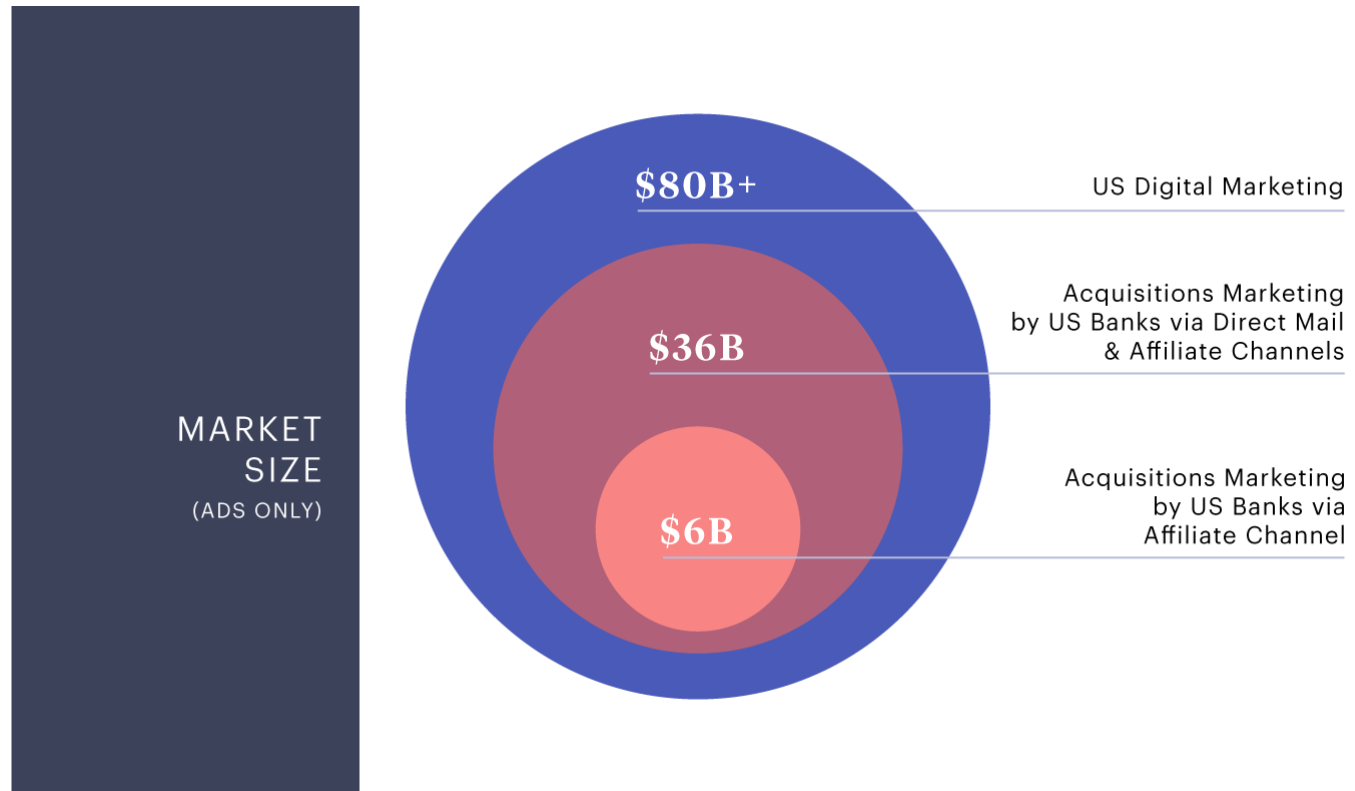 MARKET
SIZE
(ADS ONLY)
$80B+
US Digital Marketing
$36B
Acquisitions Marketing
by US Banks via Direct Mail
& Affiliate Channels
$6B
Acquisitions Marketing
by US Banks via
Affiliate Channel